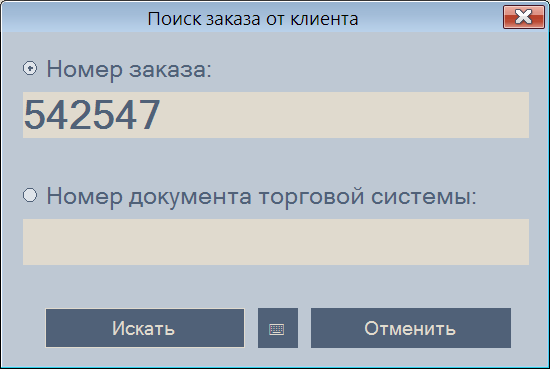 Поиск заказа от клиента
Номер заказа:
542547
Номер документа торговой системы:
Искать
Отменить